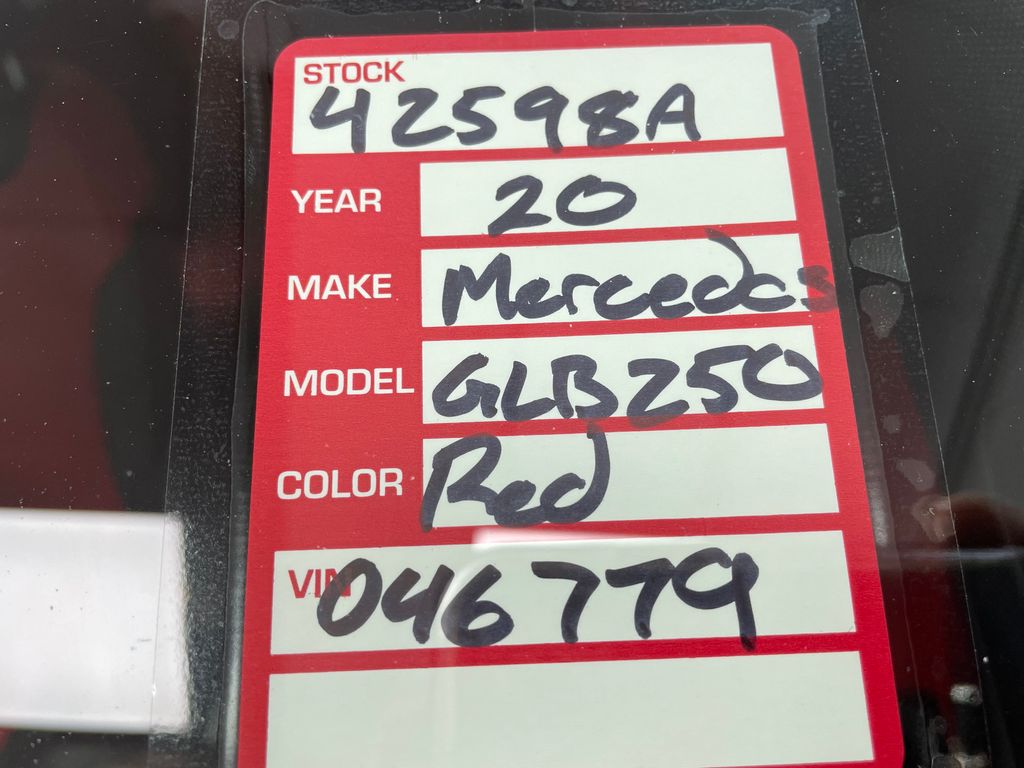 STOCK
42598A
YEAR 20
MAKE Mercedes
MODEL GLB250
COLOR Red
VIN 046779